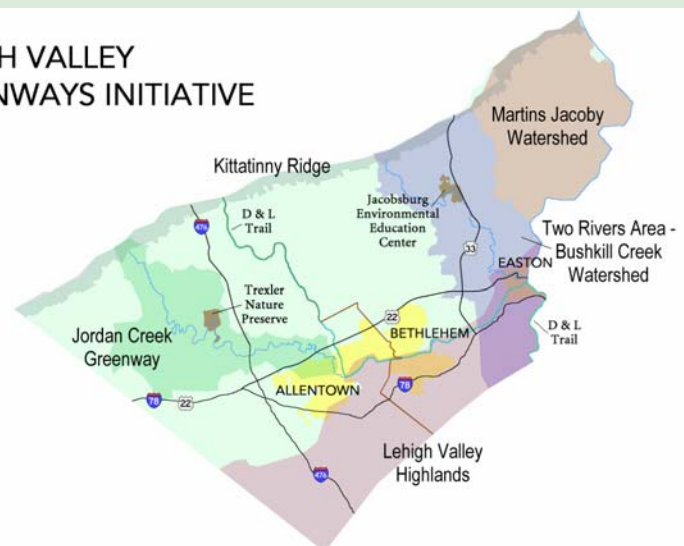 H VALLEY
NWAYS INITIATIVE
Martins Jacoby
Watershed
Kittatinny Ridge
D & L
Trail
476
Jacobsburg
Environmental
Education
Center
33
Two Rivers Area -
Bushkill Creek
Watershed
EASTON
Trexler
Nature
Preserve
22
BETHLEHEM
D & L
Trail
Jordan Creek
Greenway
ALLENTOWN
78
78
22
Lehigh Valley
Highlands
476